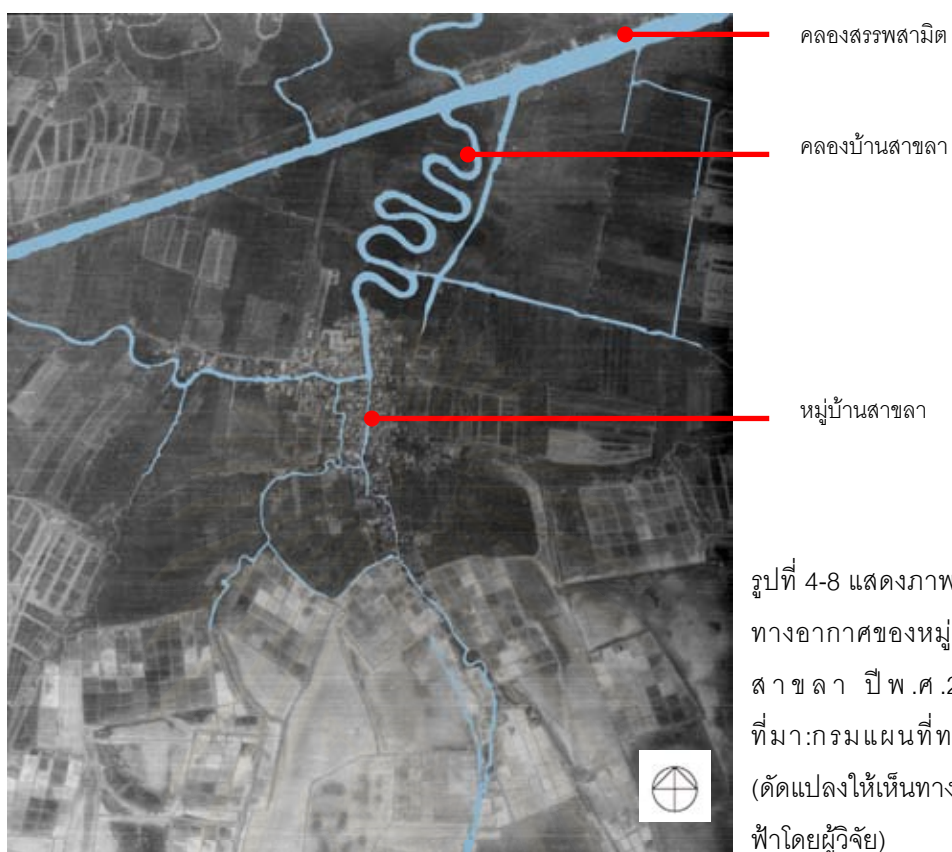 คลองสรรพสามิต
คลองบ้านสาขลา
หมู่บ้านสาขลา
รูปที่ 4-8 แสดงภาพ
ทางอากาศของหมู่
สาขลา ปีพ.ศ.2
ที่มา:กรมแผนที่ท
(ดัดแปลงให้เห็นทาง
ฟ้าโดยผู้วิจัย)